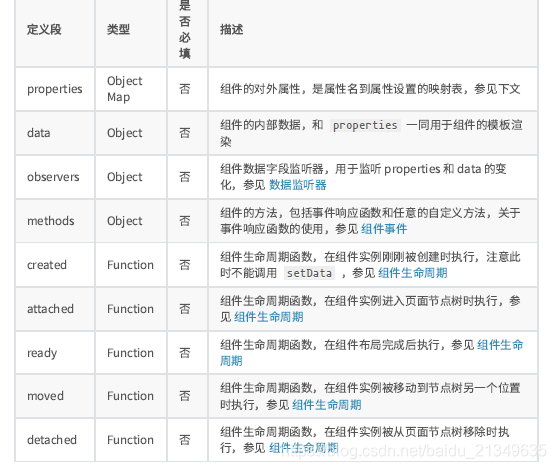 定义段 类型 是否必填 描述
properties Object Map 否 组件的对外属性，是属性名到属性设置的映射表，参见下文
data Object 否 组件的内部数据，和 properties 一同用于组件的模板渲染
observers Object 否 组件数据字段监听器，用于监听 properties 和 data 的变化，参见 数据监听器
methods Object 否 组件的方法，包括事件响应函数和任意的自定义方法，关于事件响应函数的使用，参见 组件事件
created Function 否 组件生命周期函数，在组件实例刚刚被创建时执行，注意此时不能调用 setData ，参见 组件生命周期
attached Function 否 组件生命周期函数，在组件实例进入页面节点树时执行，参见 组件生命周期
ready Function 否 组件生命周期函数，在组件布局完成后执行，参见 组件生命周期
moved Function 否 组件生命周期函数，在组件实例被移动到节点树另一个位置时执行，参见 组件生命周期
detached Function 否 组件生命周期函数，在组件实例被从页面节点树移除时执行，参见 组件生命周期
https://blog.csdn.net/baidu_21349635